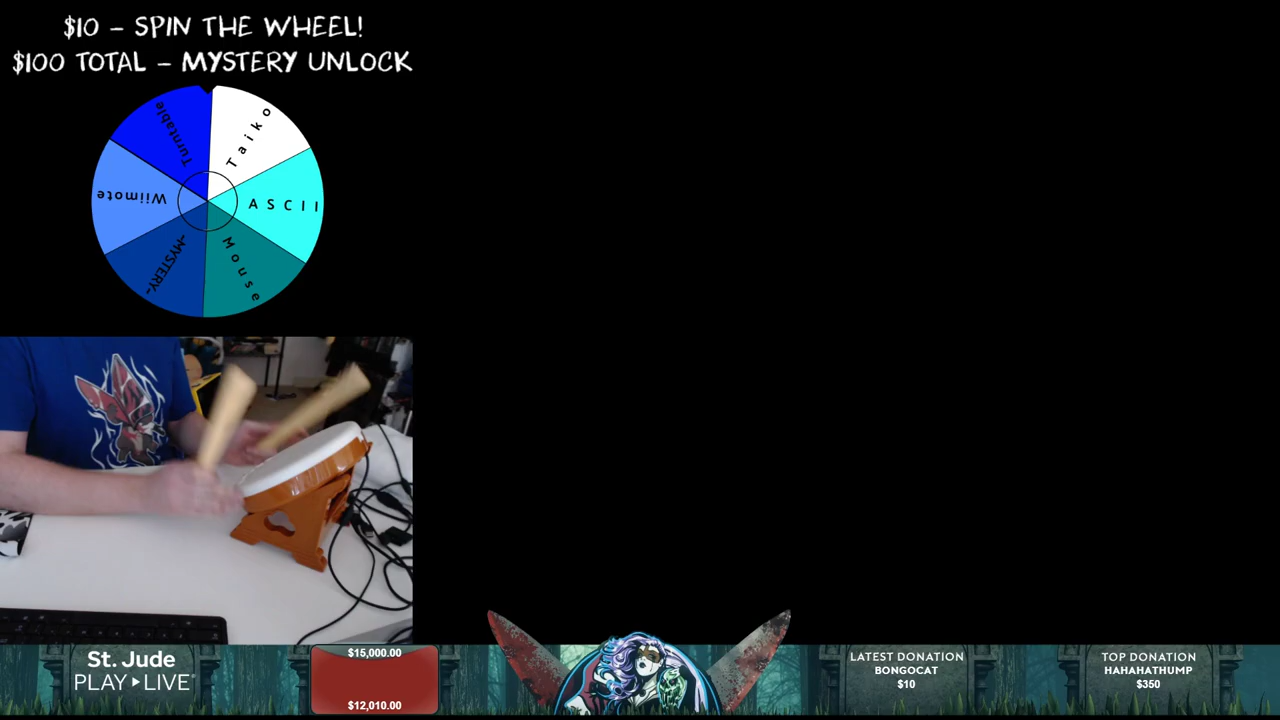 $10 – SPIN THE WHEEL!
$100 TOTAL – MYSTERY UNLOCK
Turntable
Taiko
Wiimote
ASCII
-MYSTERY-
Mouse
St. Jude
PLAY LIVE
$15,000.00
$12,010.00
LATEST DONATION
BONGOCAT
$10
TOP DONATION
HAHAHATHUMP
$350